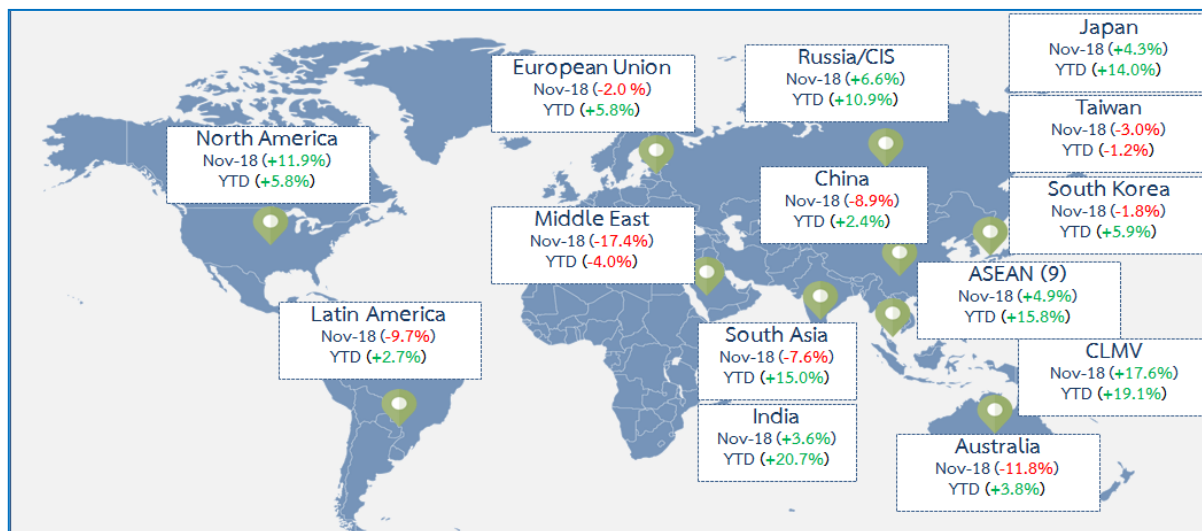 Japan
Nov-18 (+4.3%)
YTD (+14.0%)
Russia/CIS
Nov-18 (+6.6%)
YTD (+10.9%)
European Union
Nov-18 (-2.0 %)
YTD (+5.8%)
Taiwan
Nov-18 (-3.0%)
YTD (-1.2%)
North America
Nov-18 (+11.9%)
YTD (+5.8%)
China
Nov-18 (-8.9%)
YTD (+2.4%)
South Korea
Nov-18 (-1.8%)
YTD (+5.9%)
Middle East
Nov-18 (-17.4%)
YTD (-4.0%)
ASEAN (9)
Nov-18 (+4.9%)
YTD (+15.8%)
Latin America
Nov-18 (-9.7%)
YTD (+2.7%)
South Asia
Nov-18 (-7.6%)
YTD (+15.0%)
CLMV
Nov-18 (+17.6%)
YTD (+19.1%)
India
Nov-18 (+3.6%)
YTD (+20.7%)
Australia
Nov-18 (-11.8%)
YTD (+3.8%)